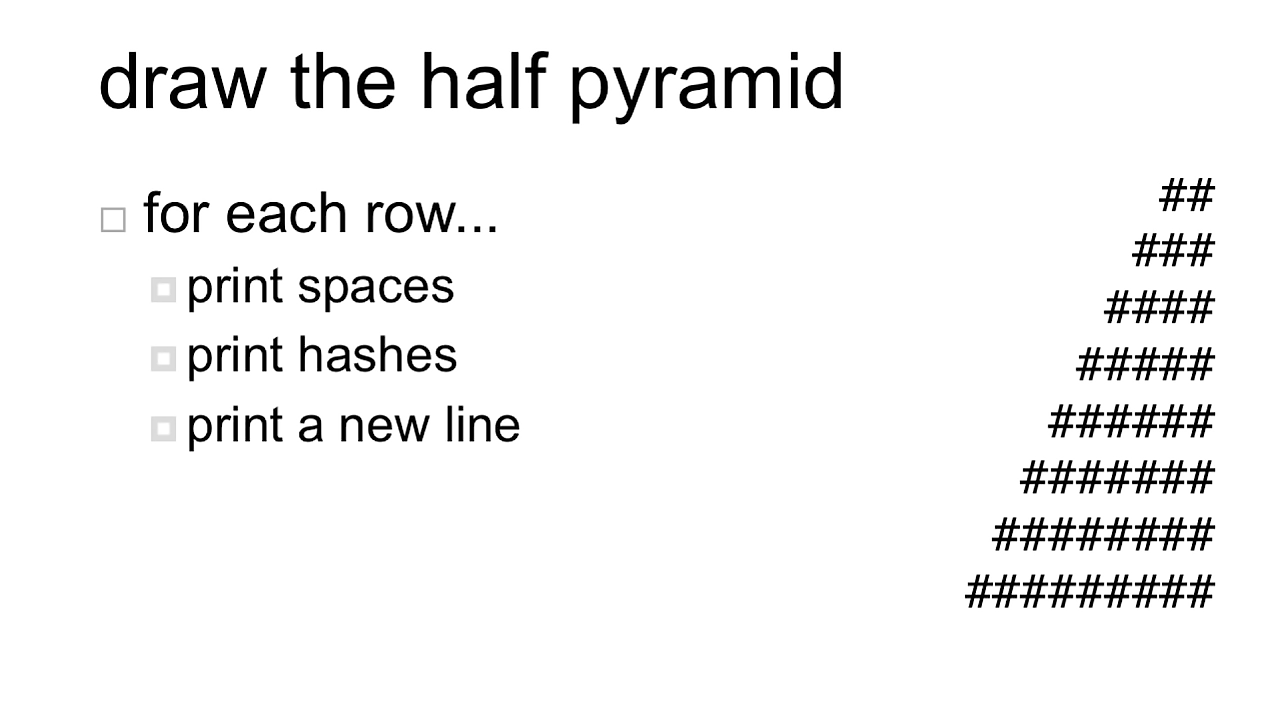 draw the half pyramid
for each row...
print spaces
print hashes
print a new line
##
###
####
#####
######
#######
########
#########